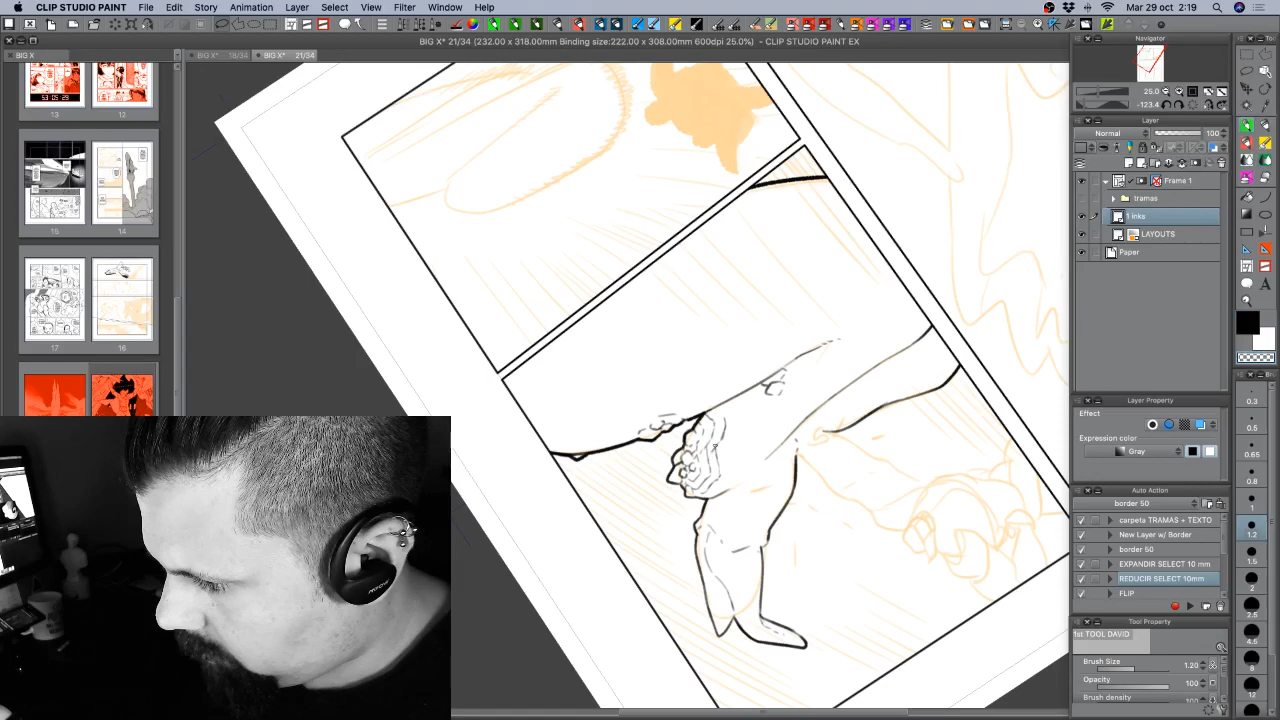 CLIP STUDIO PAINT File Edit Story Animation Layer Selection View Filter Window Help Mar 29 oct 2:19
BIG X* 21/34 (232.00 x 318.00mm Binding size:222.00 x 308.00mm 600dpi 25.0%) - CLIP STUDIO PAINT EX
BIG X
BIG X* 18/34
BIG X* 21/34
Navigator
25.0
-123.4
Layer
Normal
100
Frame 1
tramas
1 Inks
LAYOUTS
Paper
Layer Property
Effect
Expression color
Gray
Auto Action
border 50
carpeta TRAMAS + TEXTO
New Layer w/ Border
border 50
EXPANDIR SELECT 10 mm
REDUCIR SELECT 10mm
FLIP
Tool Property
1st TOOL DAVID
Brush Size 1.20
Opacity 100
Brush density 100
0.3
0.5
0.8
1
1.2
1.5
2
2.5
4.5
8
12
13 12
15 14
17 16
53 05 29